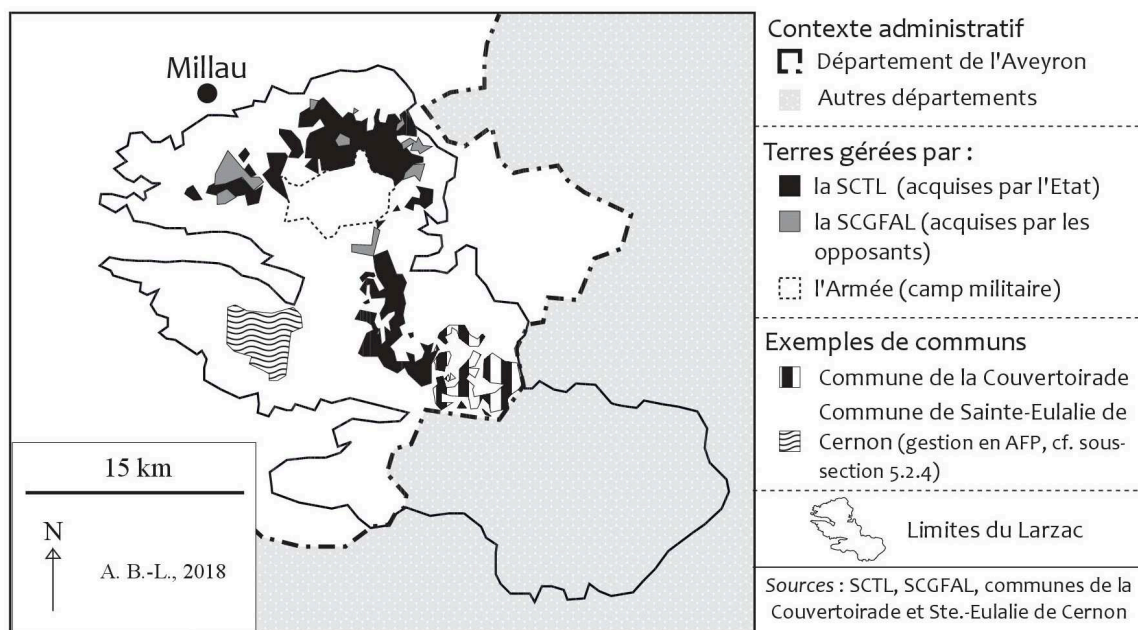 Millau
15 km
N
A. B.-L., 2018
Contexte administratif
Département de l'Aveyron
Autres départements
Terres gérées par :
la SCTL (acquises par l'Etat)
la SCGFAL (acquises par les
opposants)
l'Armée (camp militaire)
Exemples de communs
Commune de la Couvertoirade
Commune de Sainte-Eulalie de
Cernon (gestion en AFP, cf. sous-
section 5.2.4)
Limites du Larzac
Sources : SCTL, SCGFAL, communes de la
Couvertoirade et Ste.-Eulalie de Cernon